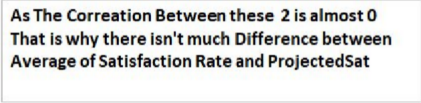 As The Correation Between these 2 is almost 0
That is why there isn't much Difference between
Average of Satisfaction Rate and ProjectedSat